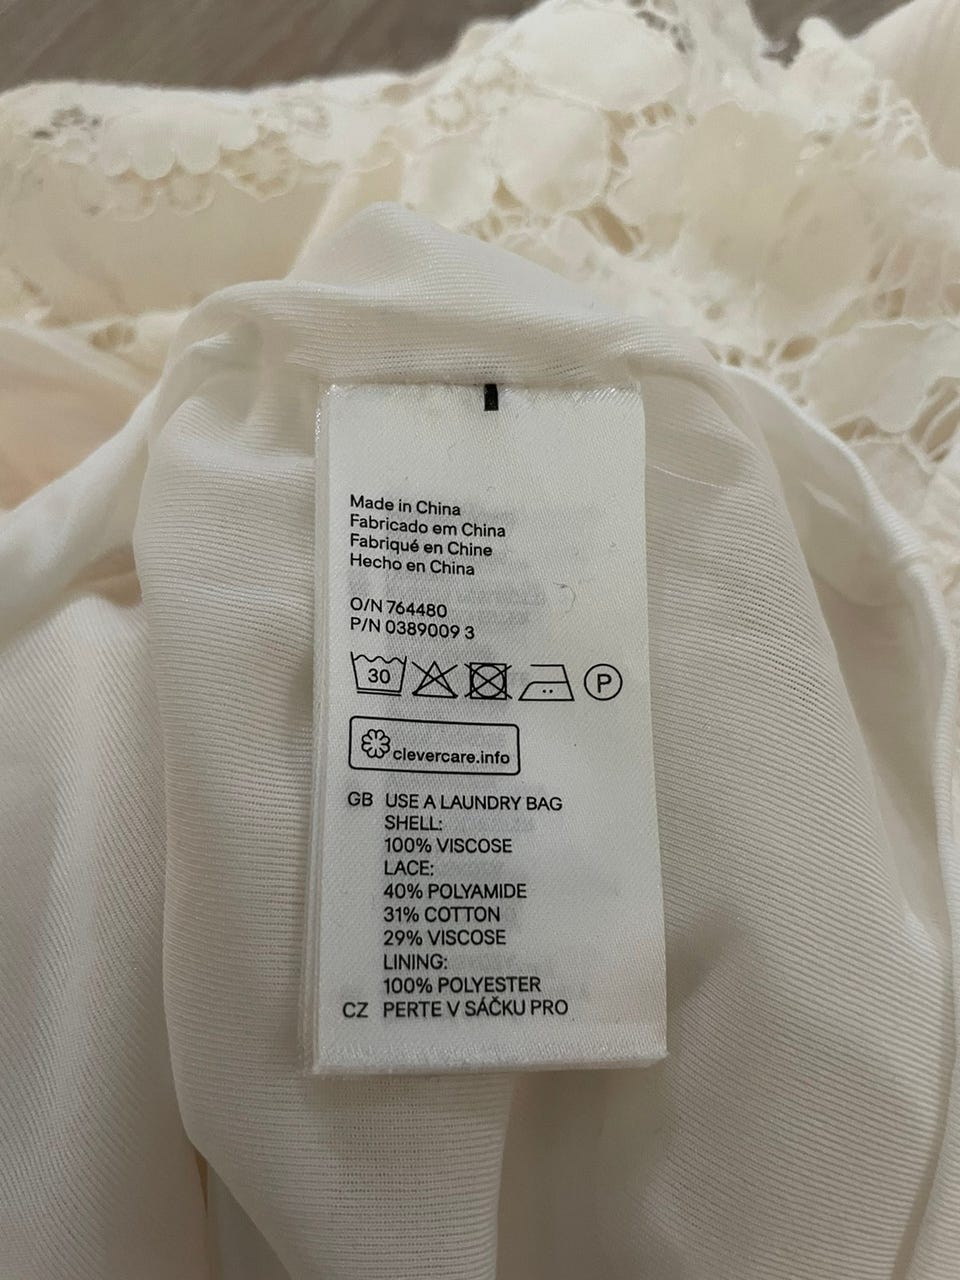 Made in China
Fabricado em China
Fabriqué en Chine
Hecho en China
O/N 764480
P/N 0389009 3
30 P
clevercare.info
GB USE A LAUNDRY BAG
SHELL:
100% VISCOSE
LACE:
40% POLYAMIDE
31% COTTON
29% VISCOSE
LINING:
100% POLYESTER
CZ PERTE V SÁČKU PRO